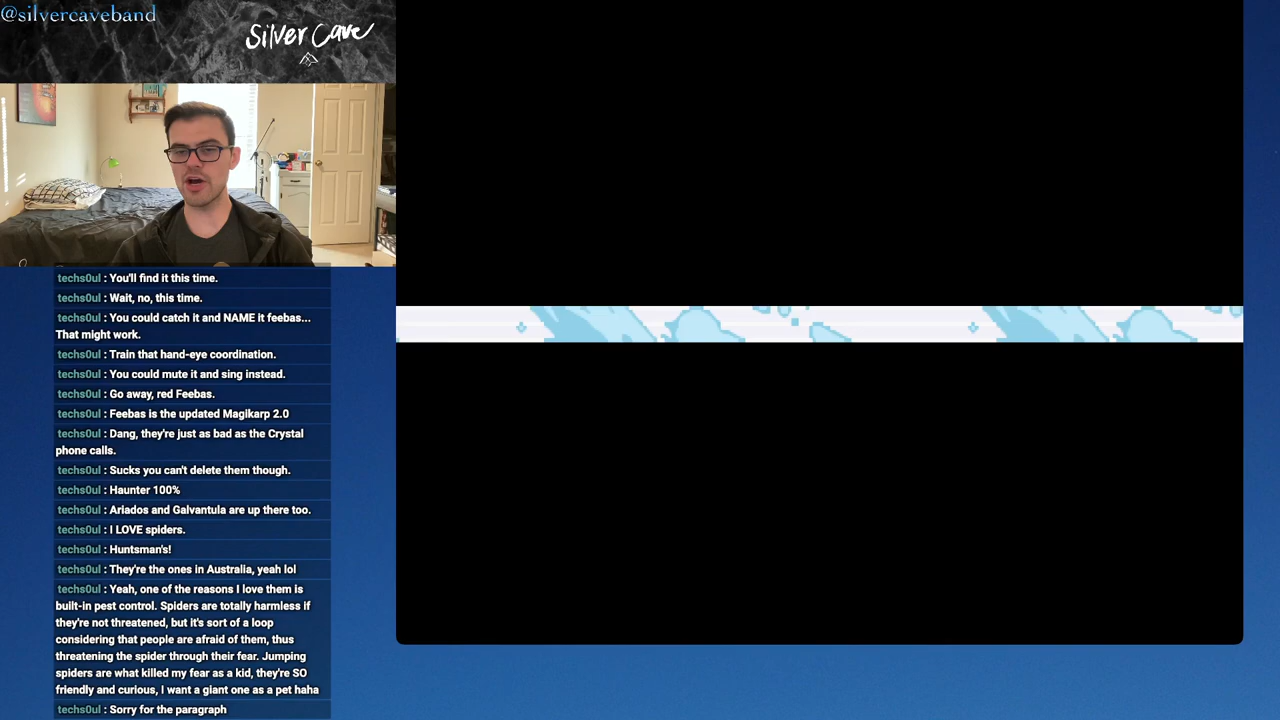 @silvercaveband
Silver Cave
techs0ul : You'll find it this time.
techs0ul : Wait, no, this time.
techs0ul : You could catch it and NAME it feebas...
That might work.
techs0ul : Train that hand-eye coordination.
techs0ul : You could mute it and sing instead.
techs0ul : Go away, red Feebas.
techs0ul : Feebas is the updated Magikarp 2.0
techs0ul : Dang, they're just as bad as the Crystal
phone calls.
techs0ul : Sucks you can't delete them though.
techs0ul : Haunter 100%
techs0ul : Ariados and Galvantula are up there too.
techs0ul : I LOVE spiders.
techs0ul : Huntsman's!
techs0ul : They're the ones in Australia, yeah lol
techs0ul : Yeah, one of the reasons I love them is
built-in pest control. Spiders are totally harmless if
they're not threatened, but it's sort of a loop
considering that people are afraid of them, thus
threatening the spider through their fear. Jumping
spiders are what killed my fear as a kid, they're SO
friendly and curious, I want a giant one as a pet haha
techs0ul : Sorry for the paragraph